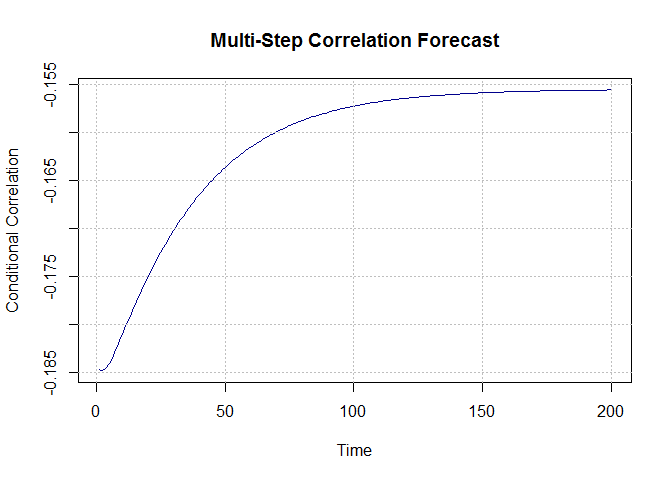 Multi-Step Correlation Forecast
Conditional Correlation
-0.155
-0.165
-0.175
-0.185
0 50 100 150 200
Time